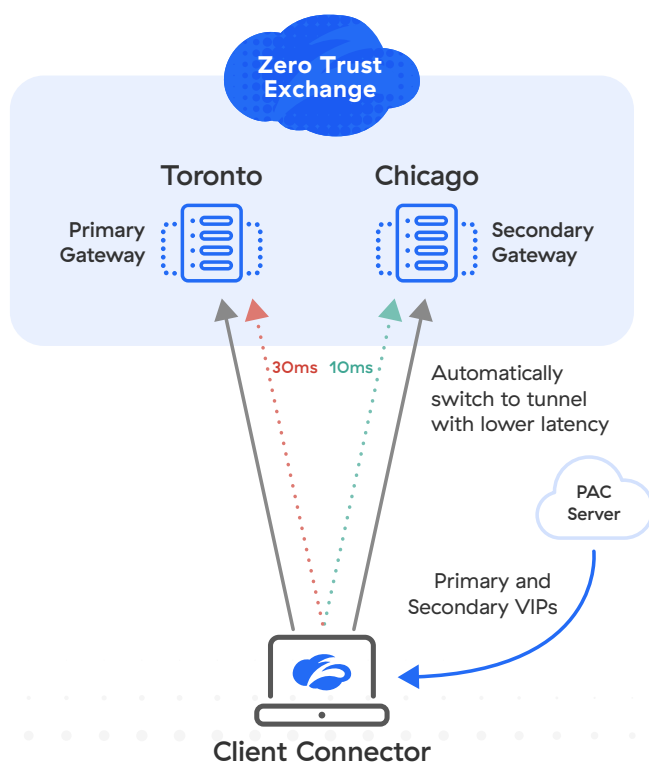 Zero Trust
Exchange
Toronto
Chicago
Primary
Gateway
Secondary
Gateway
30ms
10ms
Automatically
switch to tunnel
with lower latency
PAC
Server
Primary and
Secondary VIPs
Client Connector